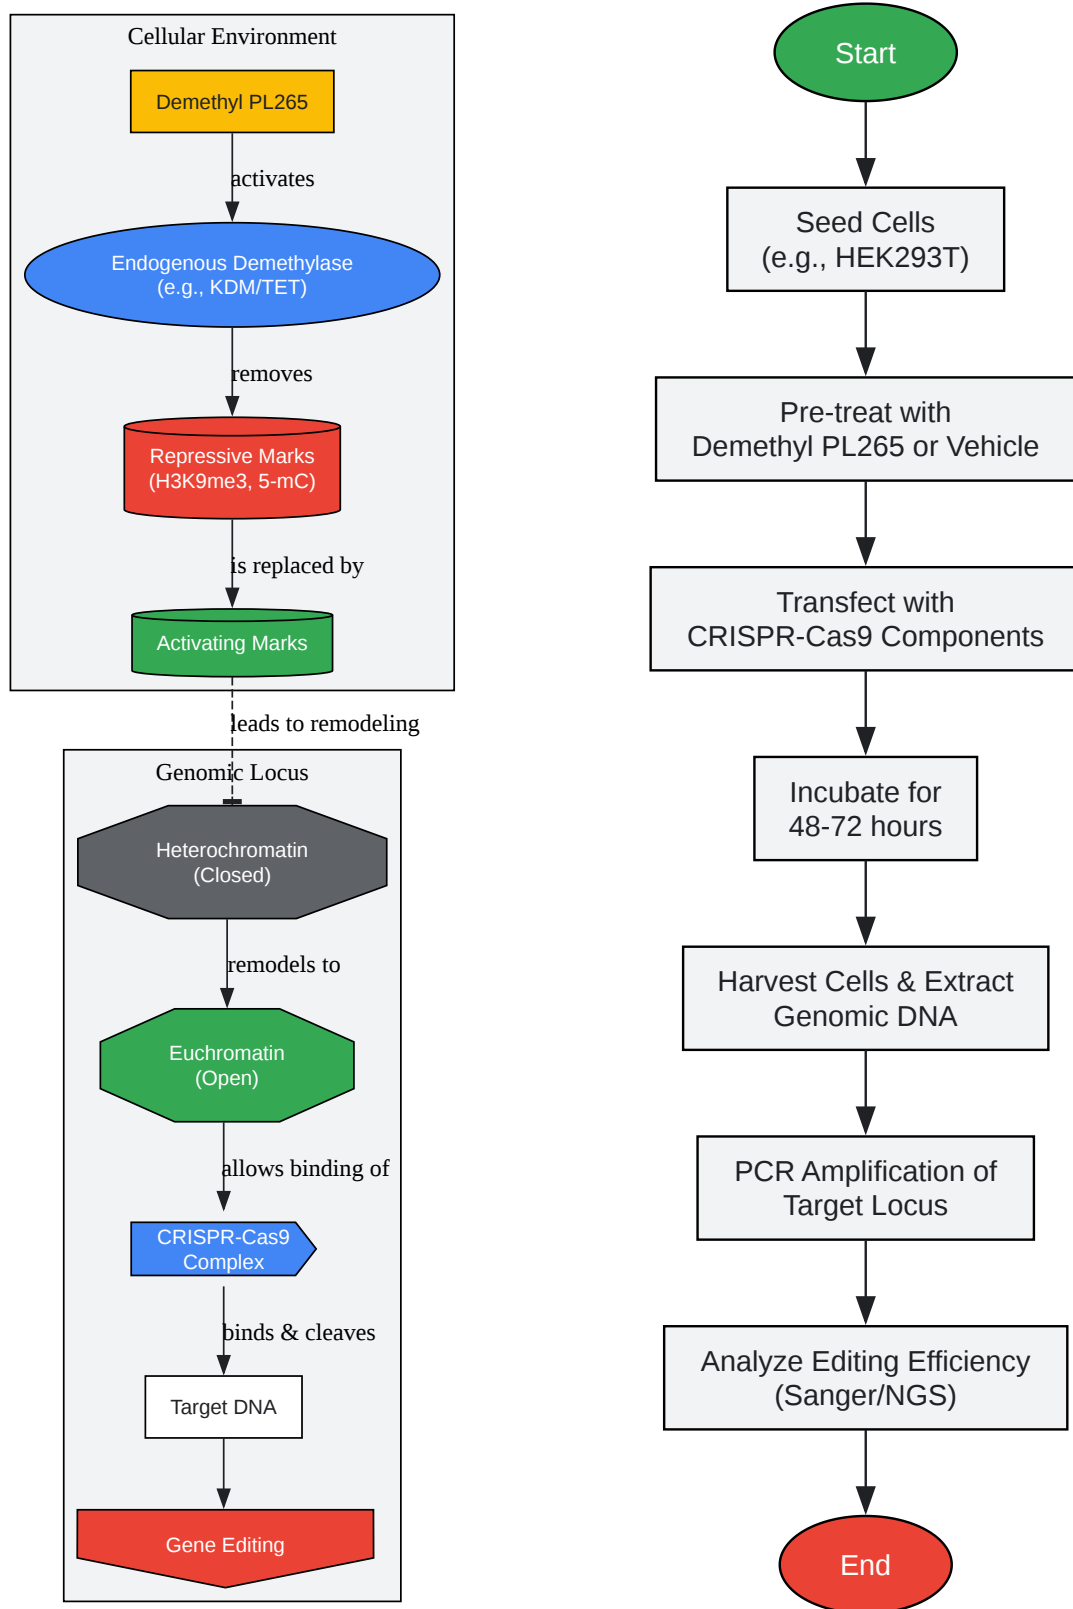 Cellular Environment
Demethyl PL265
activates
Endogenous Demethylase
(e.g., KDM/TET)
removes
Repressive Marks
(H3K9me3, 5-mC)
is replaced by
Activating Marks
leads to remodeling
Genomic Locus
Heterochromatin
(Closed)
remodels to
Euchromatin
(Open)
allows binding of
CRISPR-Cas9
Complex
binds & cleaves
Target DNA
Gene Editing
Start
Seed Cells
(e.g., HEK293T)
Pre-treat with
Demethyl PL265 or Vehicle
Transfect with
CRISPR-Cas9 Components
Incubate for
48-72 hours
Harvest Cells & Extract
Genomic DNA
PCR Amplification of
Target Locus
Analyze Editing Efficiency
(Sanger/NGS)
End